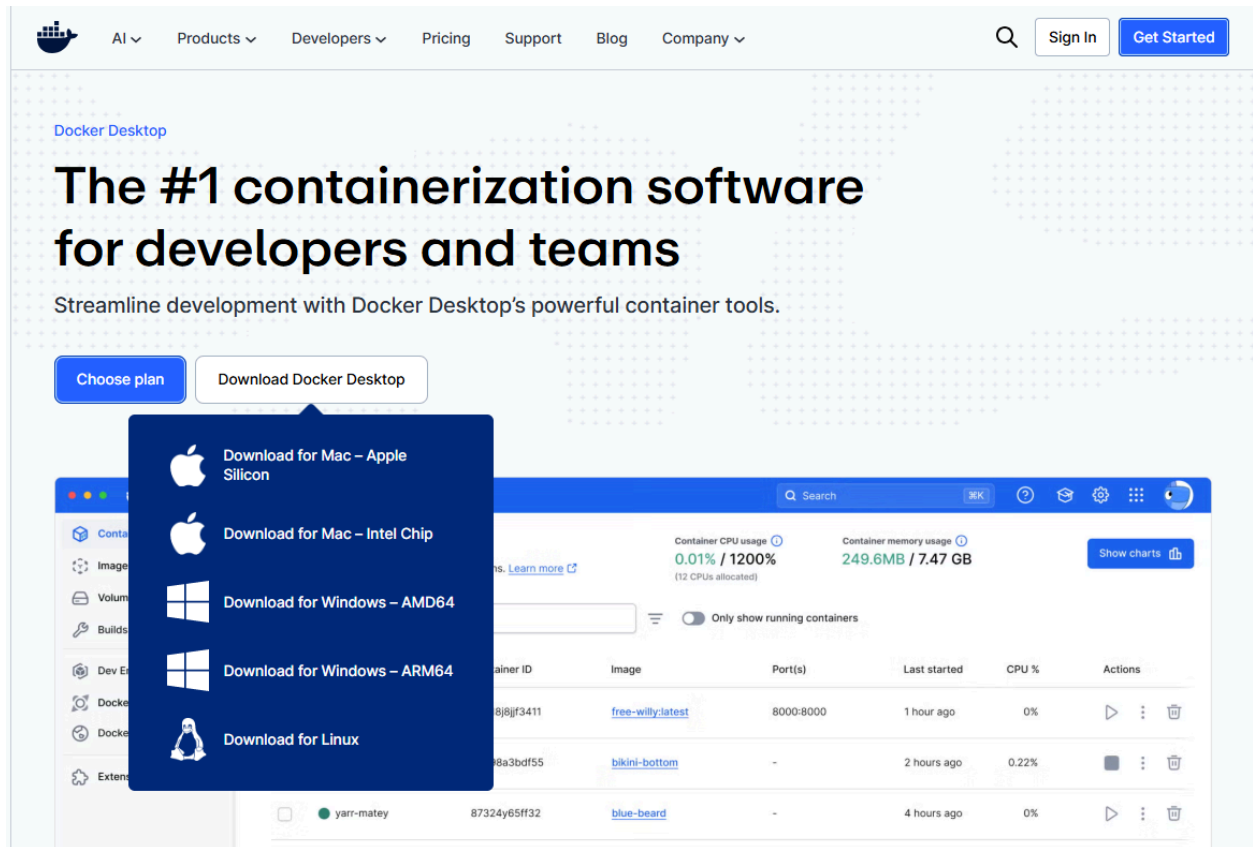 AI Products Developers Pricing Support Blog Company Sign In Get Started
Docker Desktop
The #1 containerization software
for developers and teams
Streamline development with Docker Desktop’s powerful container tools.
Choose plan Download Docker Desktop
Download for Mac – Apple
Silicon
Download for Mac – Intel Chip
Download for Windows – AMD64
Download for Windows – ARM64
Download for Linux
Search ⌘K
Container CPU usage Container memory usage
0.01% / 1200% 249.6MB / 7.47 GB Show charts
(12 CPUs allocated)
Learn more
Volum
Builds
Only show running containers
Image Port(s) Last started CPU % Actions
free-willy:latest 8000:8000 1 hour ago 0%
bikini-bottom - 2 hours ago 0.22%
yarr-matey 87324y65ff32 blue-beard - 4 hours ago 0%